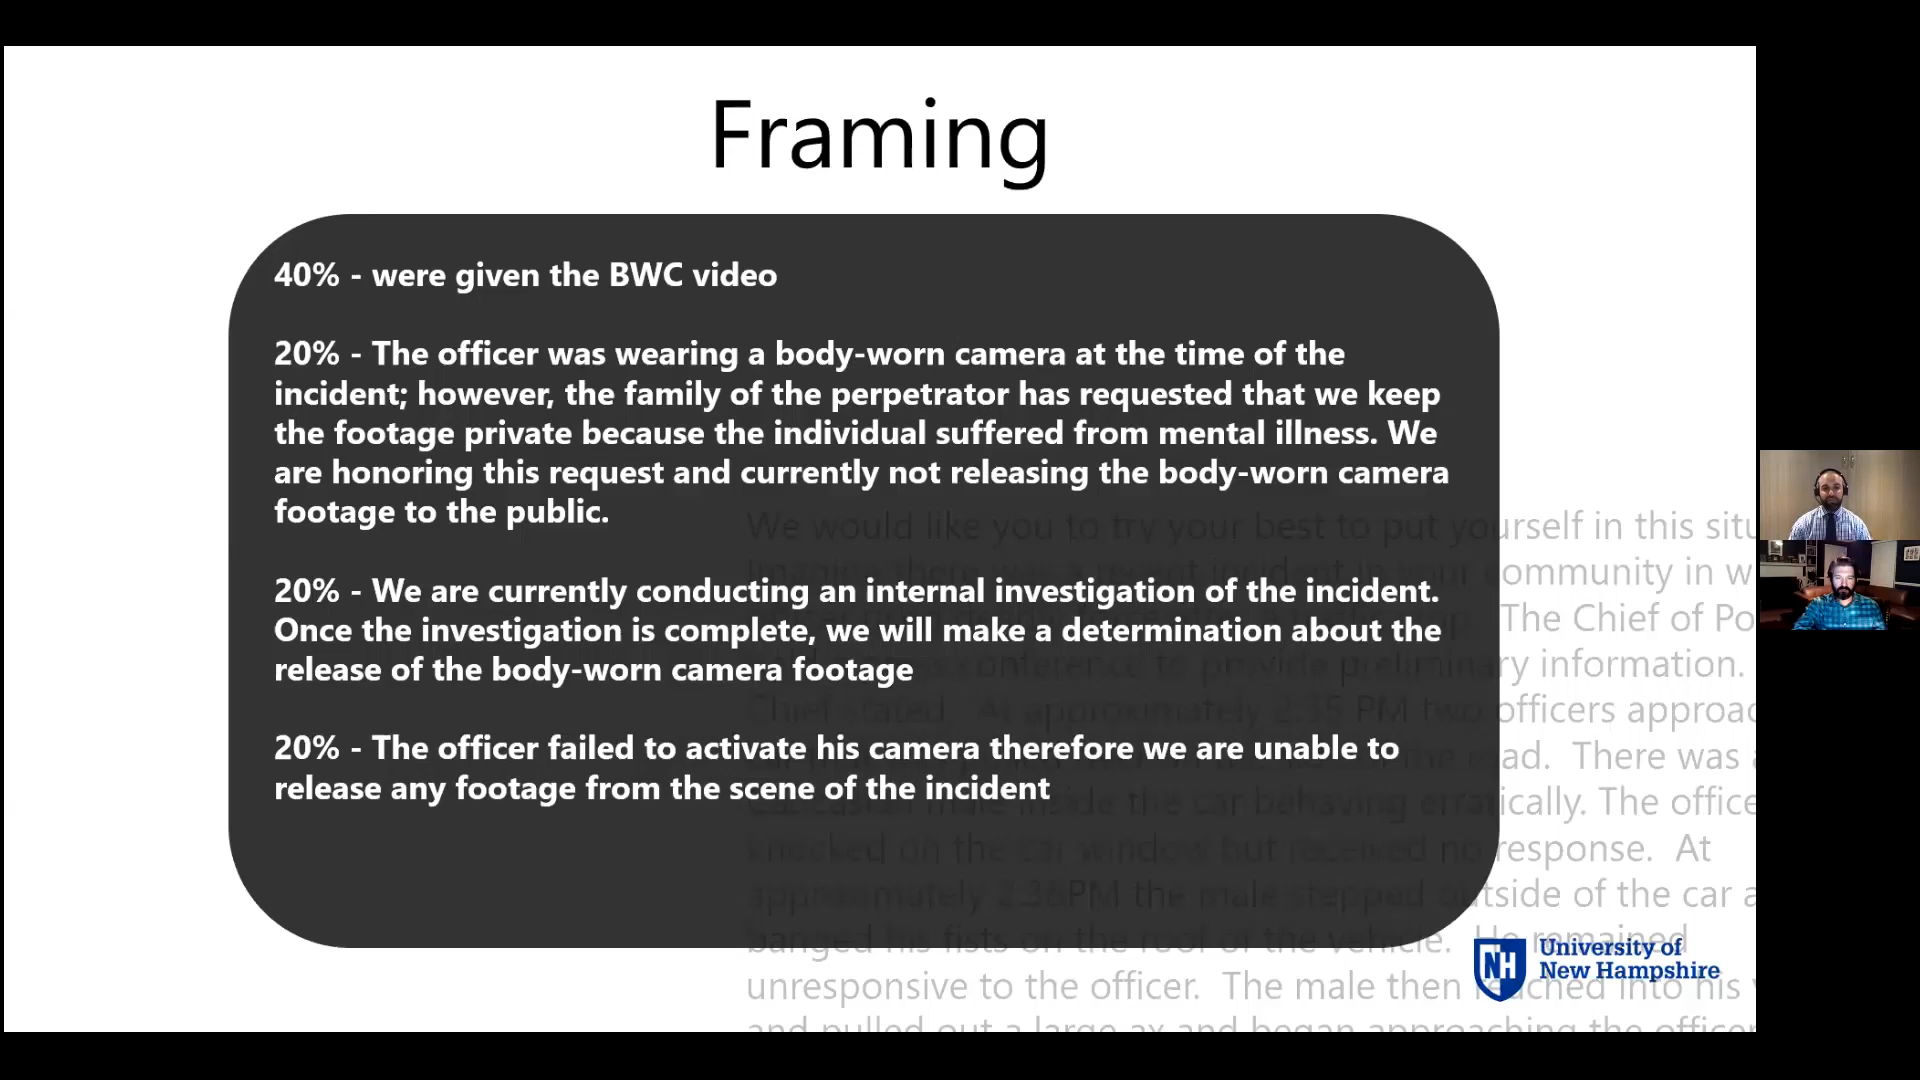 Framing
40% - were given the BWC video
20% - The officer was wearing a body-worn camera at the time of the
incident; however, the family of the perpetrator has requested that we keep
the footage private because the individual suffered from mental illness. We
are honoring this request and currently not releasing the body-worn camera
footage to the public.
20% - We are currently conducting an internal investigation of the incident.
Once the investigation is complete, we will make a determination about the
release of the body-worn camera footage
20% - The officer failed to activate his camera therefore we are unable to
release any footage from the scene of the incident
We would like you to try your best to put yourself in this situ
imagine there was a recent incident in your community in w
The Chief of Po
conference to provide preliminary information.
Chief stated, At approximately 2:35 PM two officers approac
road. There was a
male inside the car behaving erratically. The office
knocked on the car window but received no response. At
approximately 2:36PM the male stepped outside of the car a
banged his fists on the roof of the vehicle. He remained
unresponsive to the officer. The male then reached into his
and pulled out a large ax and began approaching the officer
NH
University of
New Hampshire